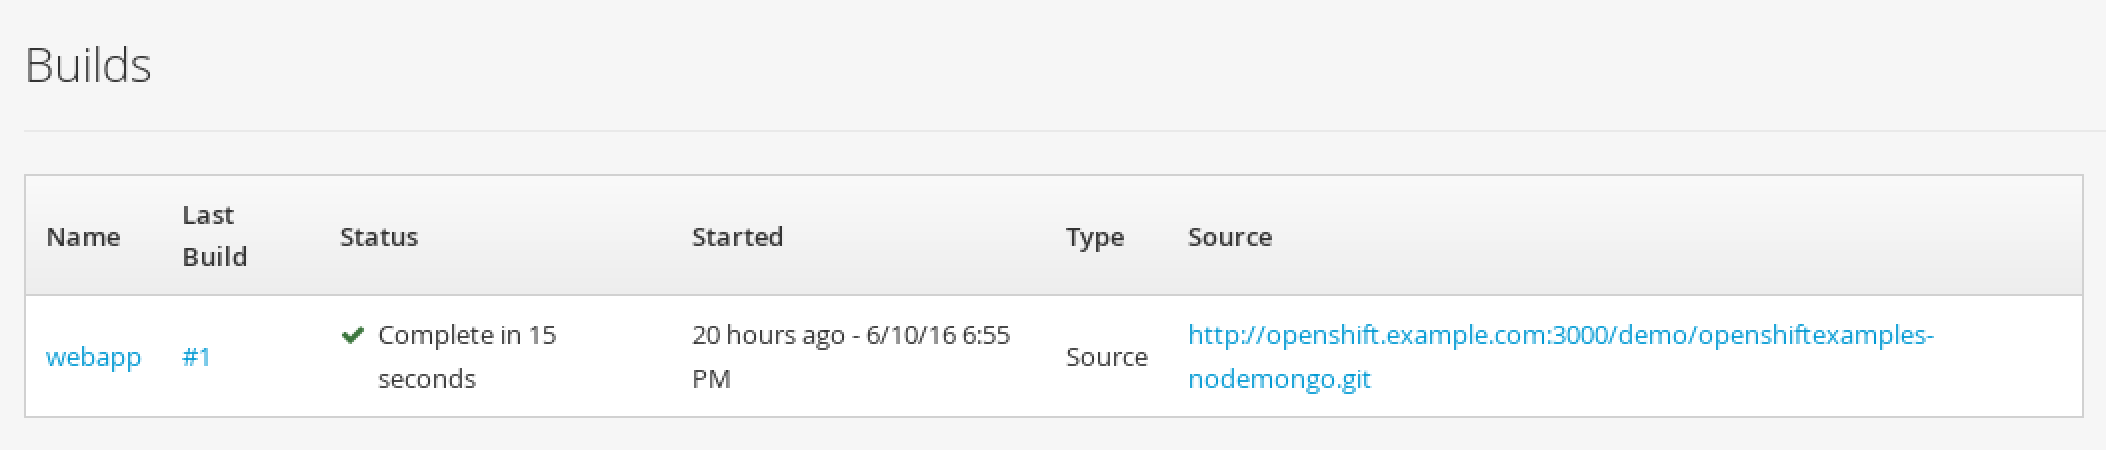 Builds
Name
Last
Build
Status
Started
Type
Source
webapp
#1
Complete in 15
seconds
20 hours ago - 6/10/16 6:55
PM
Source
http://openshift.example.com:3000/demo/openshiftexamples-
nodemongo.git